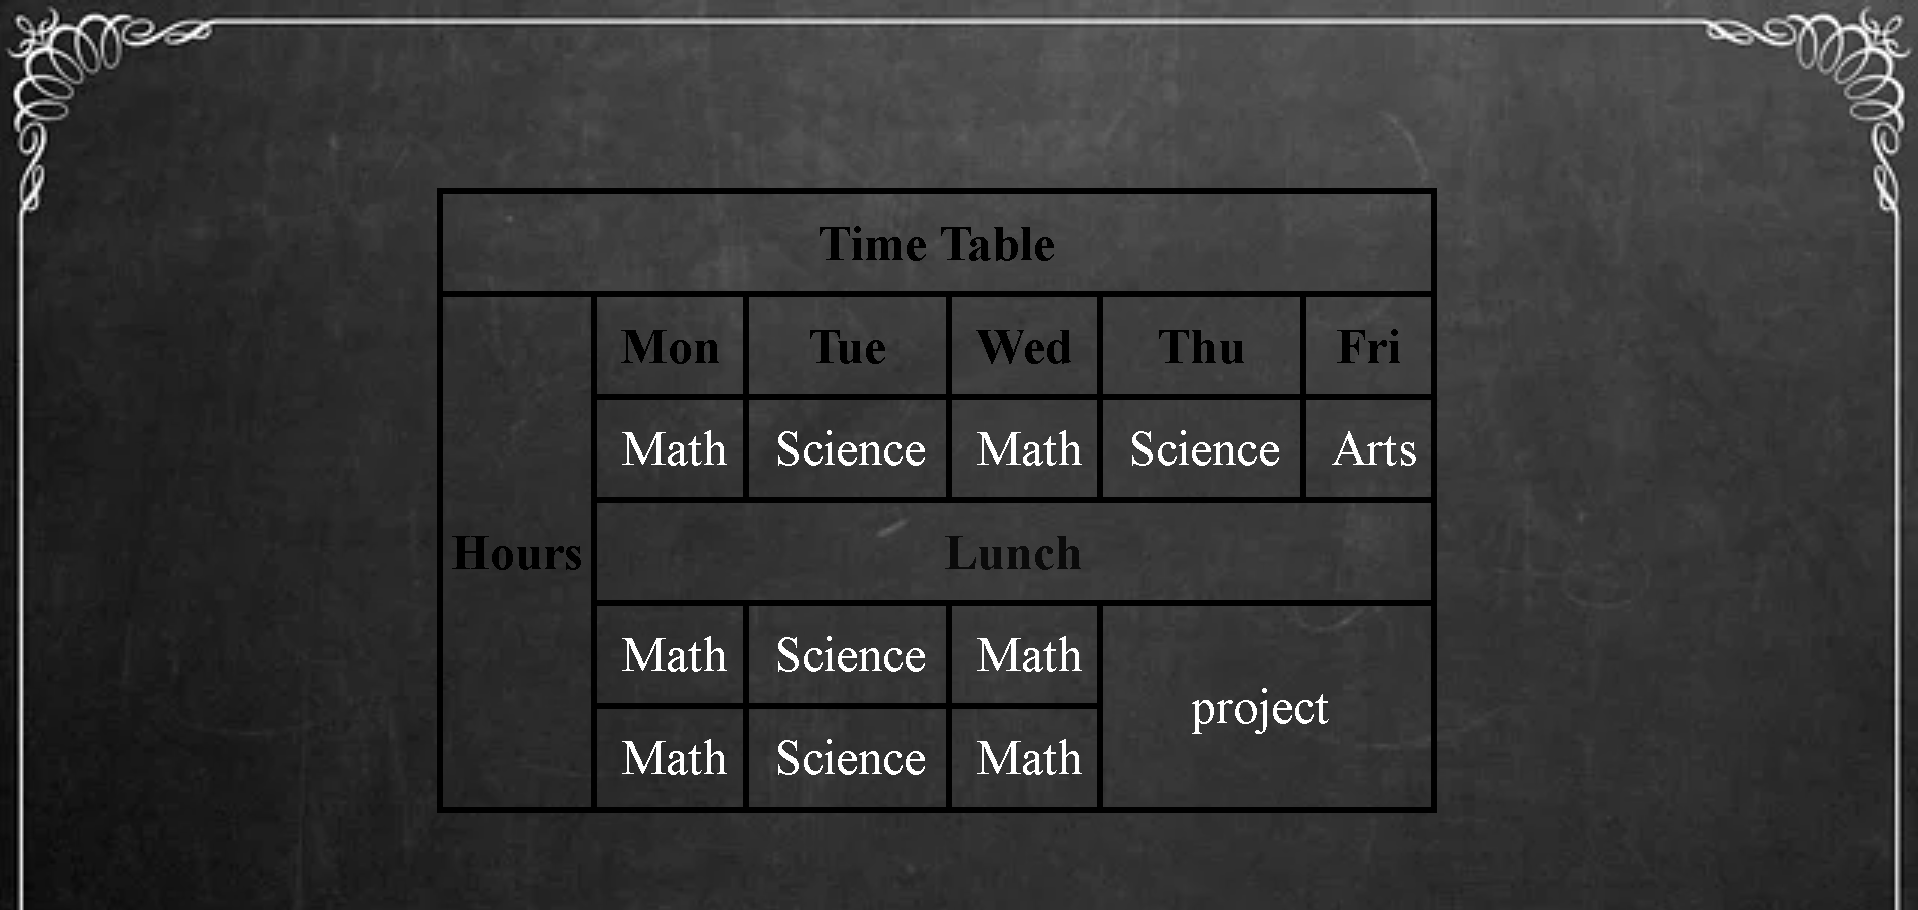 Time Table
Mon Tue Wed Thu Fri
Math Science Math Science Arts
Hours Lunch
Math Science Math
project
Math Science Math